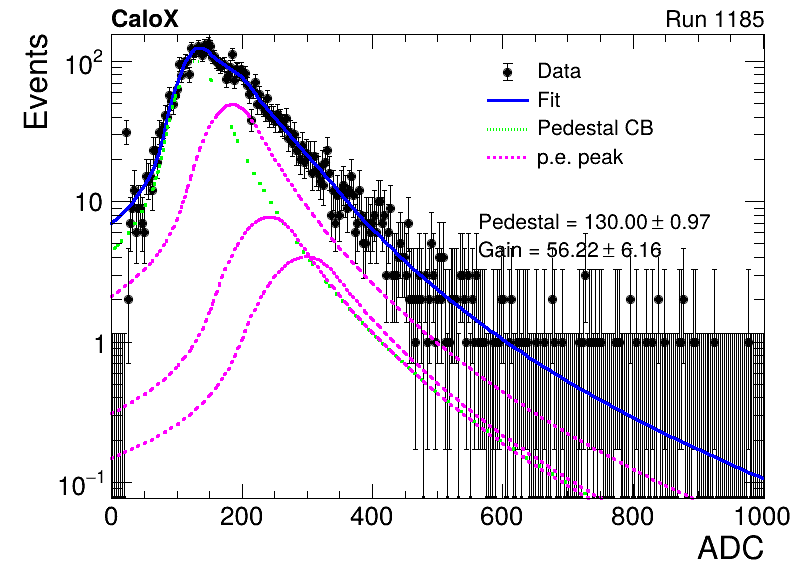 CaloX Run 1185
Events
Data
Fit
Pedestal CB
p.e. peak
Pedestal = 130.00 ± 0.97
Gain = 56.22 ± 6.16
10²
10
1
10⁻¹
0 200 400 600 800 1000
ADC